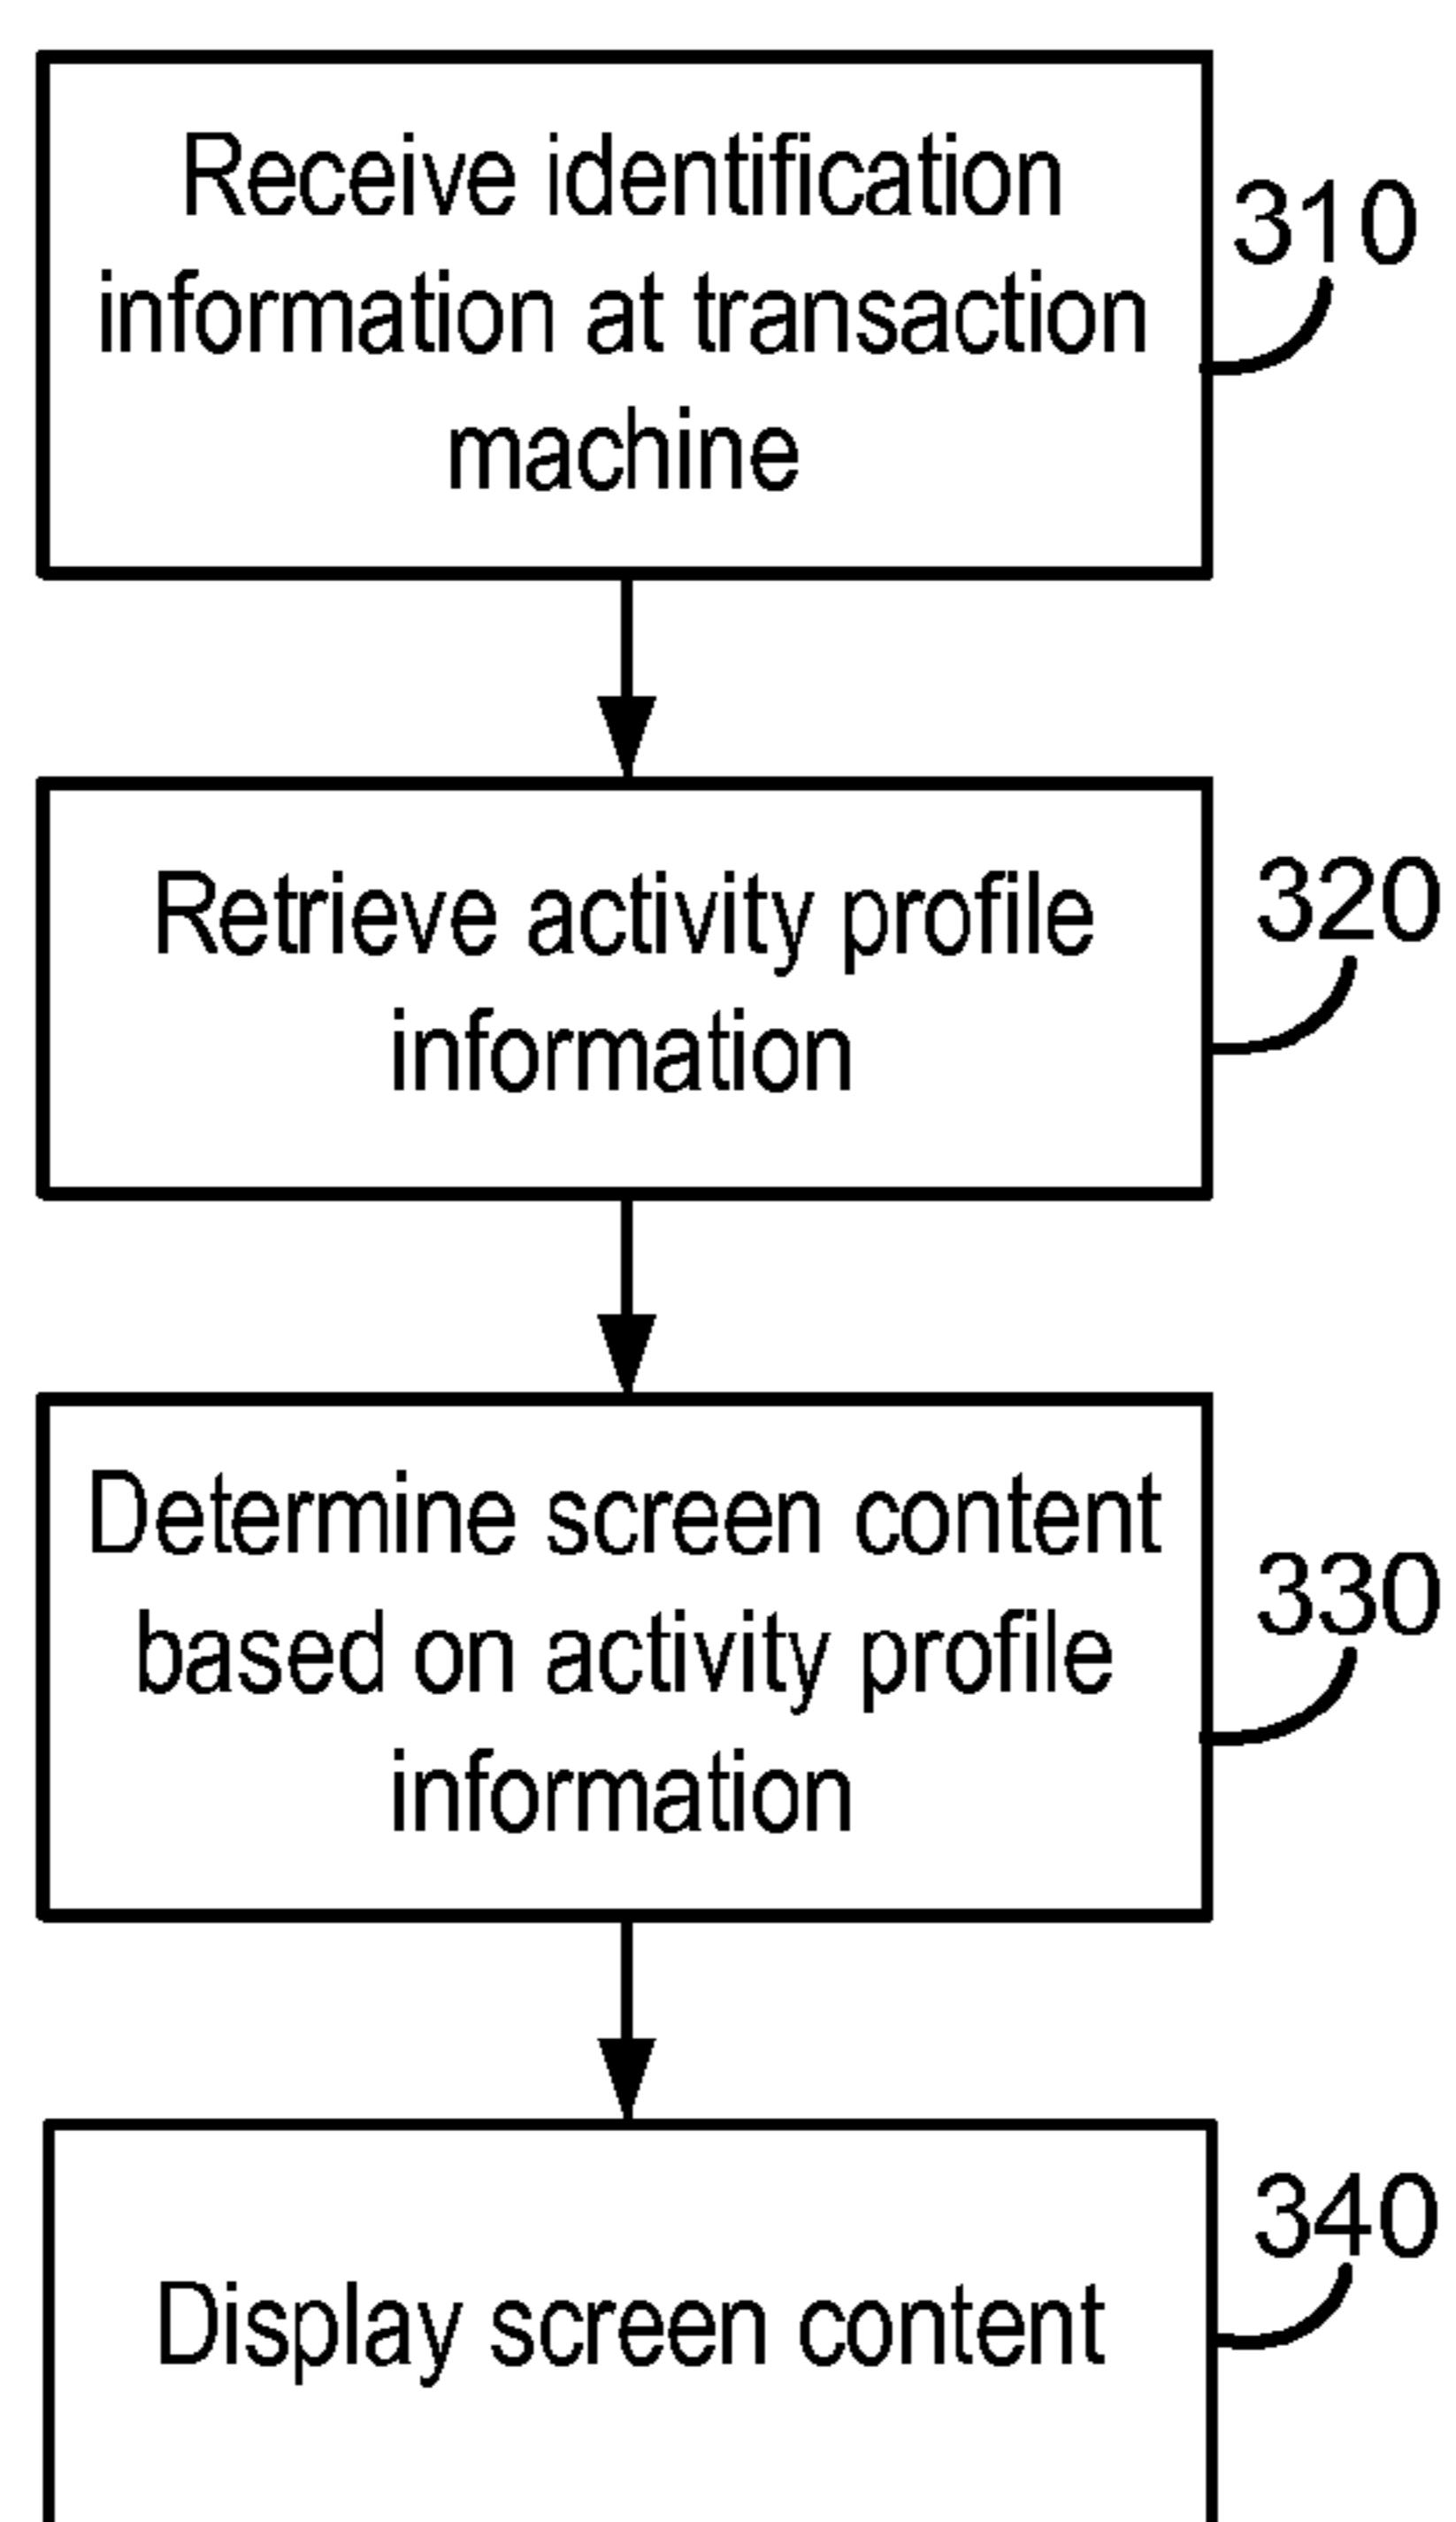 Receive identification
information at transaction
machine
310
Retrieve activity profile
information
320
Determine screen content
based on activity profile
information
330
Display screen content
340